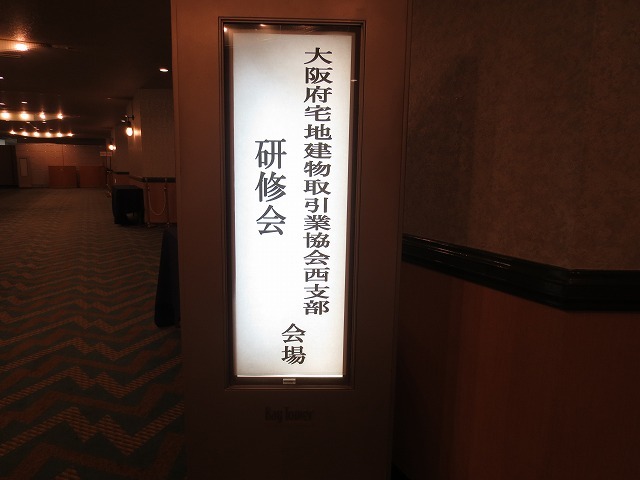 大阪府宅地建物取引業協会西支部
研修会
会場